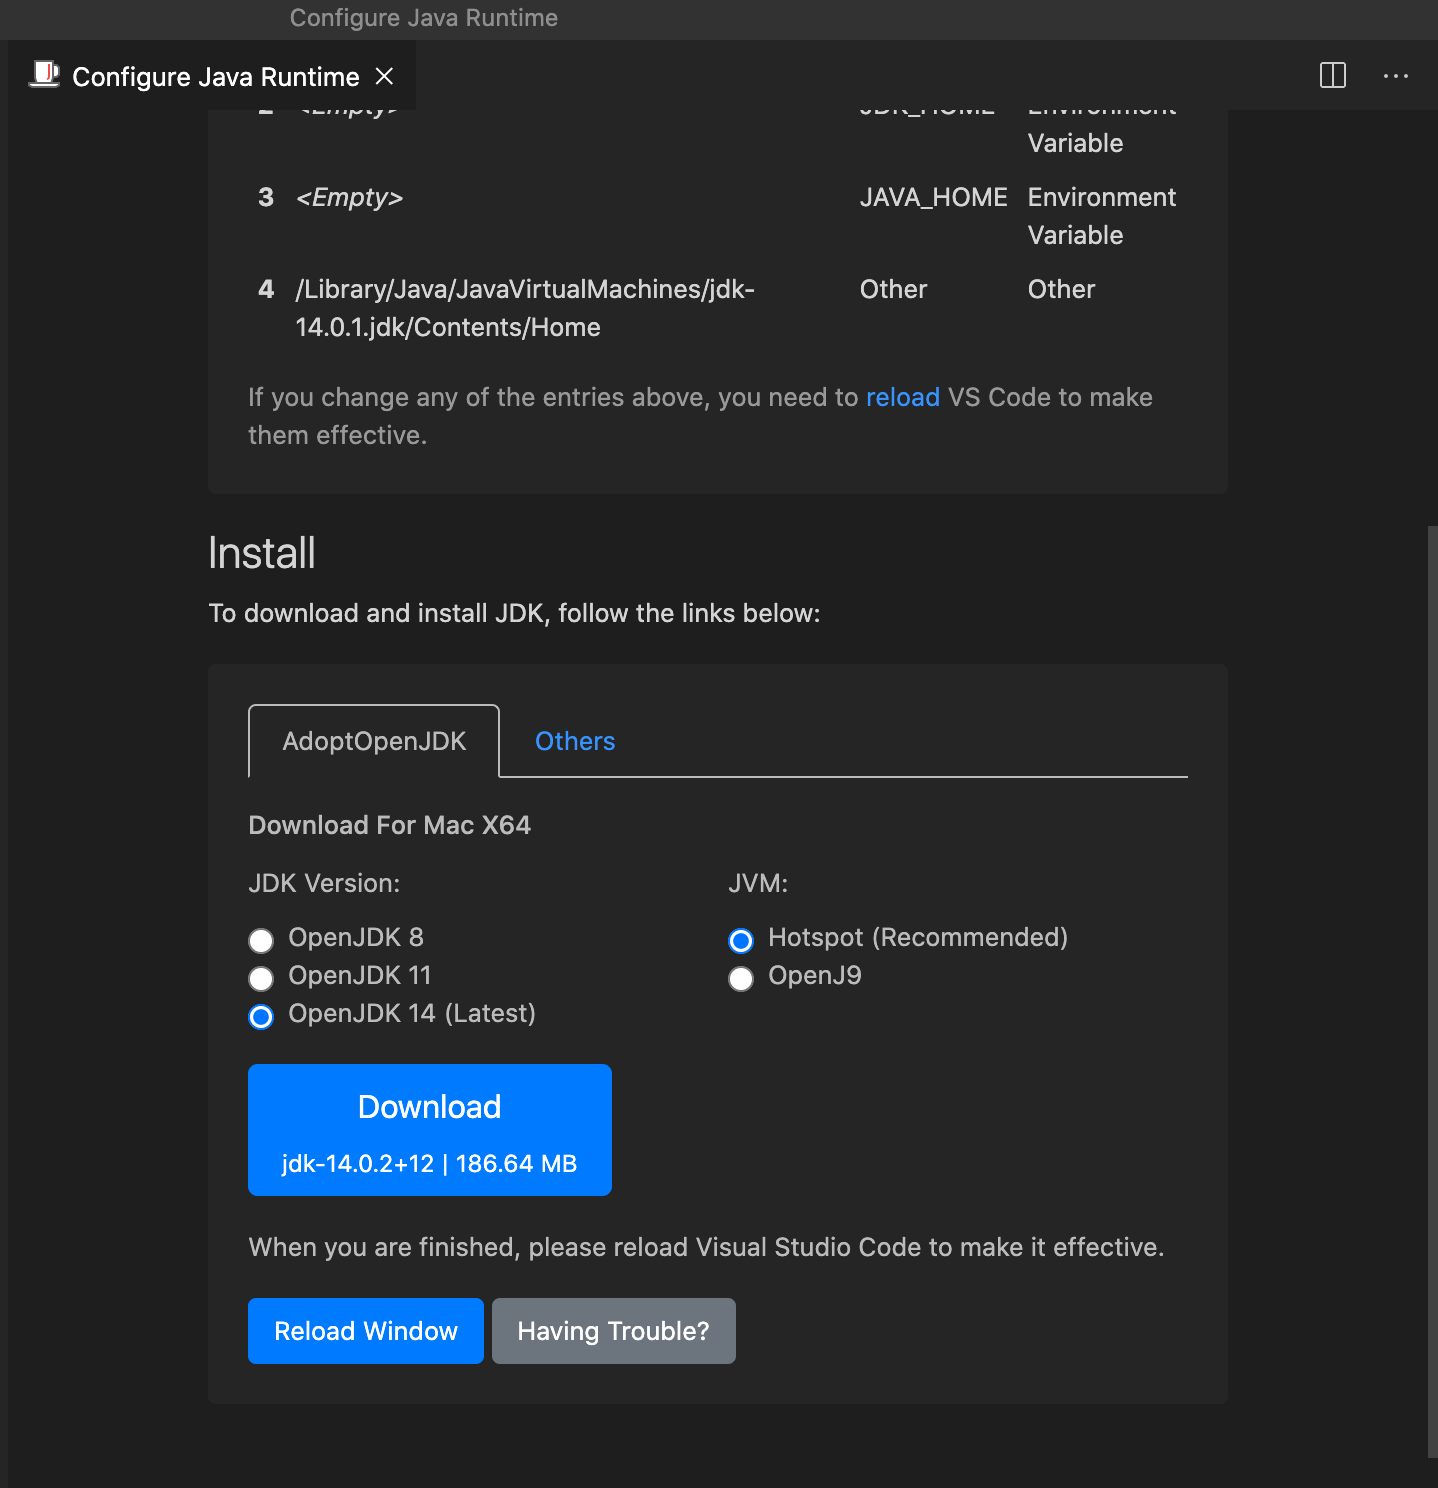 Configure Java Runtime
Configure Java Runtime
2 <Empty> JDK_HOME Environment
Variable
3 <Empty> JAVA_HOME Environment
Variable
4 /Library/Java/JavaVirtualMachines/jdk- Other Other
14.0.1.jdk/Contents/Home
If you change any of the entries above, you need to reload VS Code to make
them effective.
Install
To download and install JDK, follow the links below:
AdoptOpenJDK Others
Download For Mac X64
JDK Version: JVM:
OpenJDK 8 Hotspot (Recommended)
OpenJDK 11 OpenJ9
OpenJDK 14 (Latest)
Download
jdk-14.0.2+12 | 186.64 MB
When you are finished, please reload Visual Studio Code to make it effective.
Reload Window Having Trouble?